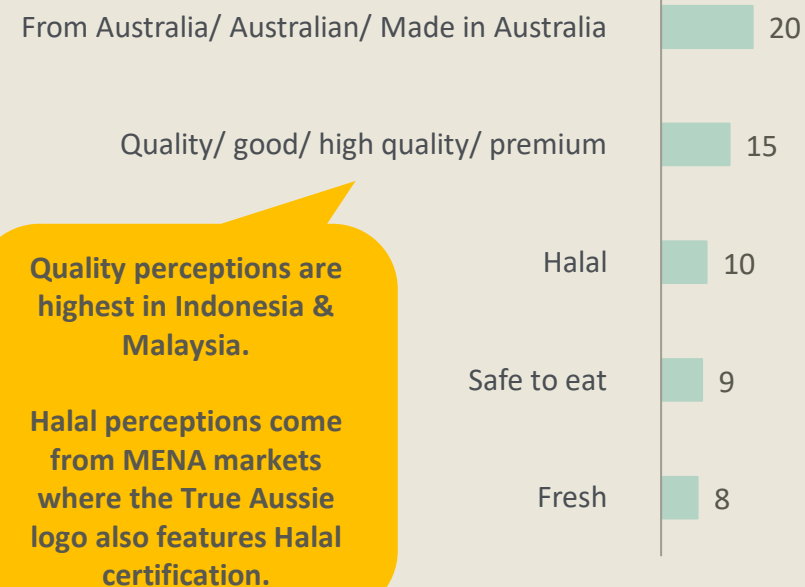 From Australia/ Australian/ Made in Australia 20
Quality/ good/ high quality/ premium 15
Halal 10
Safe to eat 9
Fresh 8
Quality perceptions are
highest in Indonesia &
Malaysia.
Halal perceptions come
from MENA markets
where the True Aussie
logo also features Halal
certification.